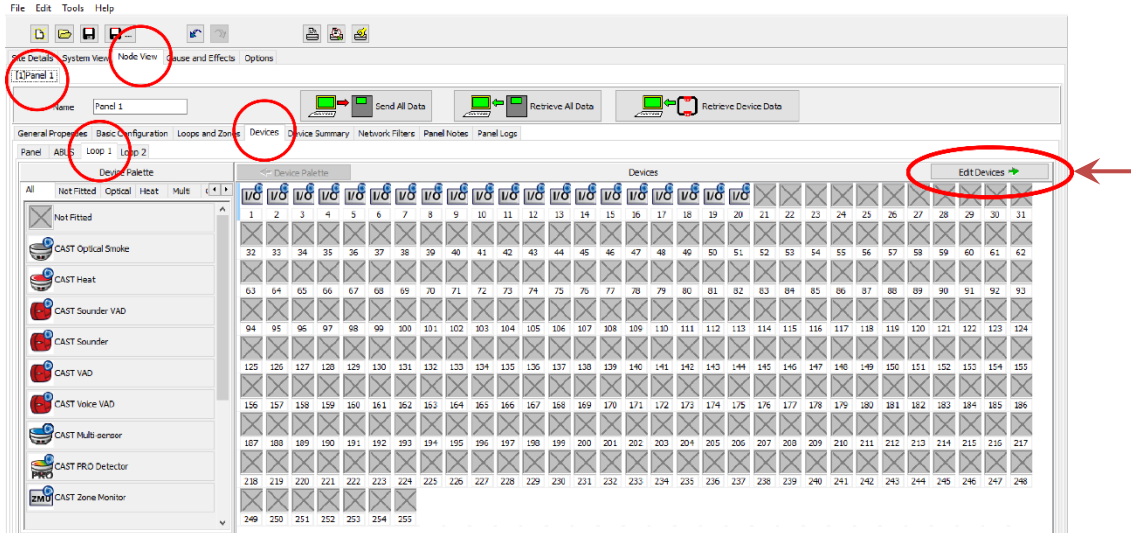 File Edit Tools Help
Site Details System View Node View Cause and Effects Options
[1]Panel 1
Name Panel 1 Send All Data Retrieve All Data Retrieve Device Data
General Properties Basic Configuration Loops and Zones Devices Device Summary Network Filters Panel Notes Panel Logs
Panel ABUS Loop 1 Loop 2
Device Palette Device Palette Devices Edit Devices
All Not Fitted Optical Heat Multi
Not Fitted
CAST Optical Smoke
CAST Heat
CAST Sounder VAD
CAST Sounder
CAST VAD
CAST Voice VAD
CAST Multi-sensor
PRO CAST PRO Detector
ZMU CAST Zone Monitor
I/O I/O I/O I/O I/O I/O I/O I/O I/O I/O I/O I/O I/O I/O I/O I/O I/O I/O I/O I/O
1 2 3 4 5 6 7 8 9 10 11 12 13 14 15 16 17 18 19 20 21 22 23 24 25 26 27 28 29 30 31
32 33 34 35 36 37 38 39 40 41 42 43 44 45 46 47 48 49 50 51 52 53 54 55 56 57 58 59 60 61 62
63 64 65 66 67 68 69 70 71 72 73 74 75 76 77 78 79 80 81 82 83 84 85 86 87 88 89 90 91 92 93
94 95 96 97 98 99 100 101 102 103 104 105 106 107 108 109 110 111 112 113 114 115 116 117 118 119 120 121 122 123 124
125 126 127 128 129 130 131 132 133 134 135 136 137 138 139 140 141 142 143 144 145 146 147 148 149 150 151 152 153 154 155
156 157 158 159 160 161 162 163 164 165 166 167 168 169 170 171 172 173 174 175 176 177 178 179 180 181 182 183 184 185 186
187 188 189 190 191 192 193 194 195 196 197 198 199 200 201 202 203 204 205 206 207 208 209 210 211 212 213 214 215 216 217
218 219 220 221 222 223 224 225 226 227 228 229 230 231 232 233 234 235 236 237 238 239 240 241 242 243 244 245 246 247 248
249 250 251 252 253 254 255